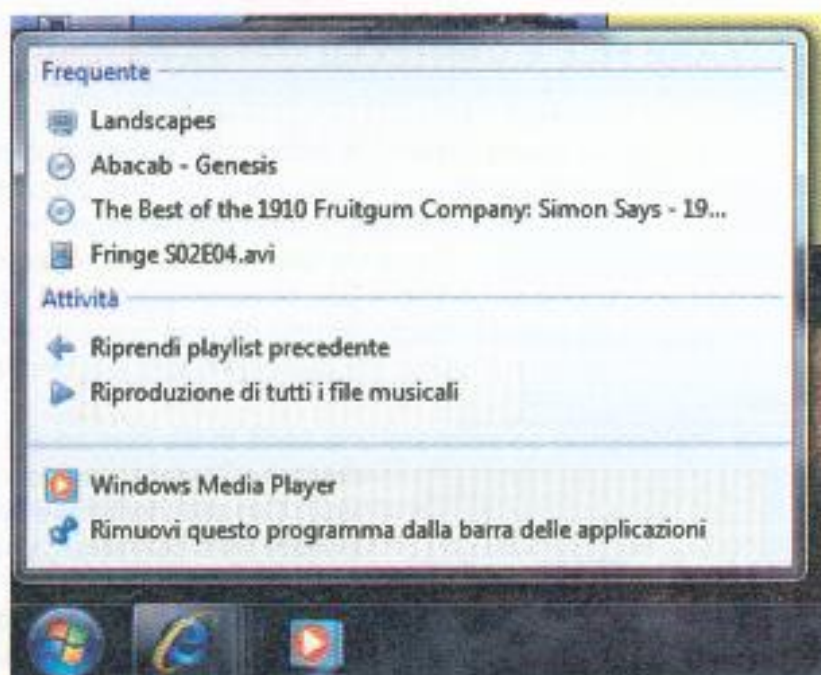 Frequente
Landscapes
Abacab - Genesis
The Best of the 1910 Fruitgum Company: Simon Says - 19...
Fringe S02E04.avi
Attività
Riprendi playlist precedente
Riproduzione di tutti i file musicali
Windows Media Player
Rimuovi questo programma dalla barra delle applicazioni